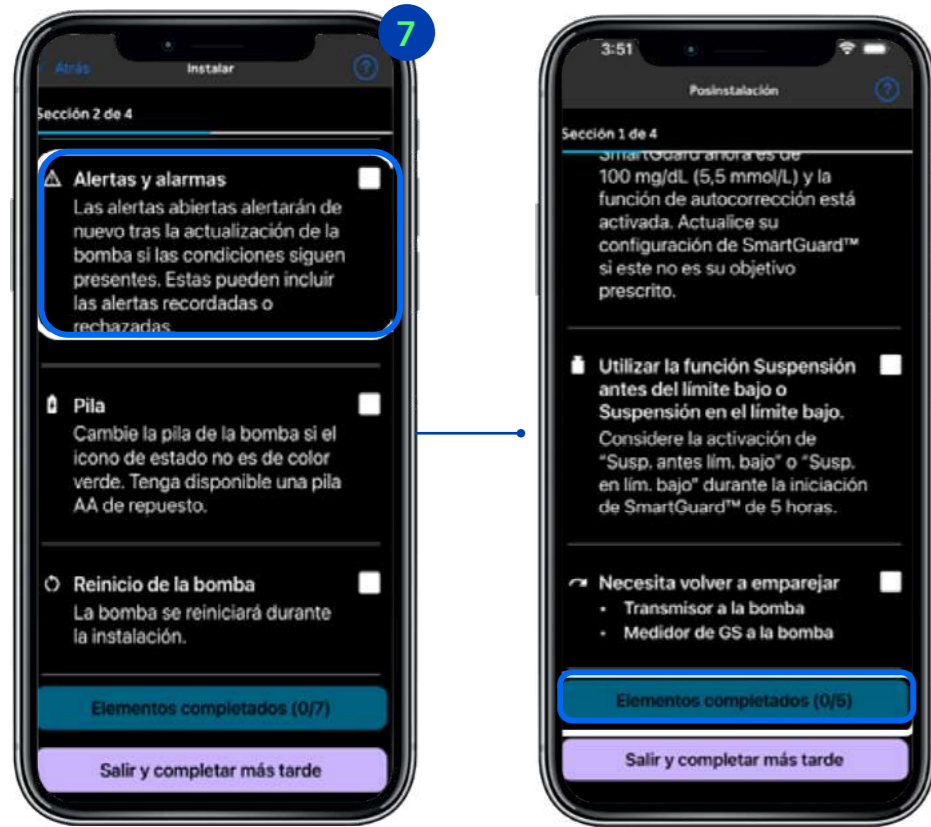 7
Atrás
Instalar
?
Sección 2 de 4
Alertas y alarmas
Las alertas abiertas alertarán de
nuevo tras la actualización de la
bomba si las condiciones siguen
presentes. Estas pueden incluir
las alertas recordadas o
rechazadas.
Pila
Cambie la pila de la bomba si el
icono de estado no es de color
verde. Tenga disponible una pila
AA de repuesto.
Reinicio de la bomba
La bomba se reiniciará durante
la instalación.
Elementos completados (0/7)
Salir y completar más tarde
3:51
Posinstalación
?
Sección 1 de 4
SmartGuard ahora es de
100 mg/dL (5,5 mmol/L) y la
función de autocorrección está
activada. Actualice su
configuración de SmartGuard™
si este no es su objetivo
prescrito.
Utilizar la función Suspensión
antes del límite bajo o
Suspensión en el límite bajo.
Considere la activación de
“Susp. antes lím. bajo” o “Susp.
en lím. bajo” durante la iniciación
de SmartGuard™ de 5 horas.
Necesita volver a emparejar
• Transmisor a la bomba
• Medidor de GS a la bomba
Elementos completados (0/5)
Salir y completar más tarde